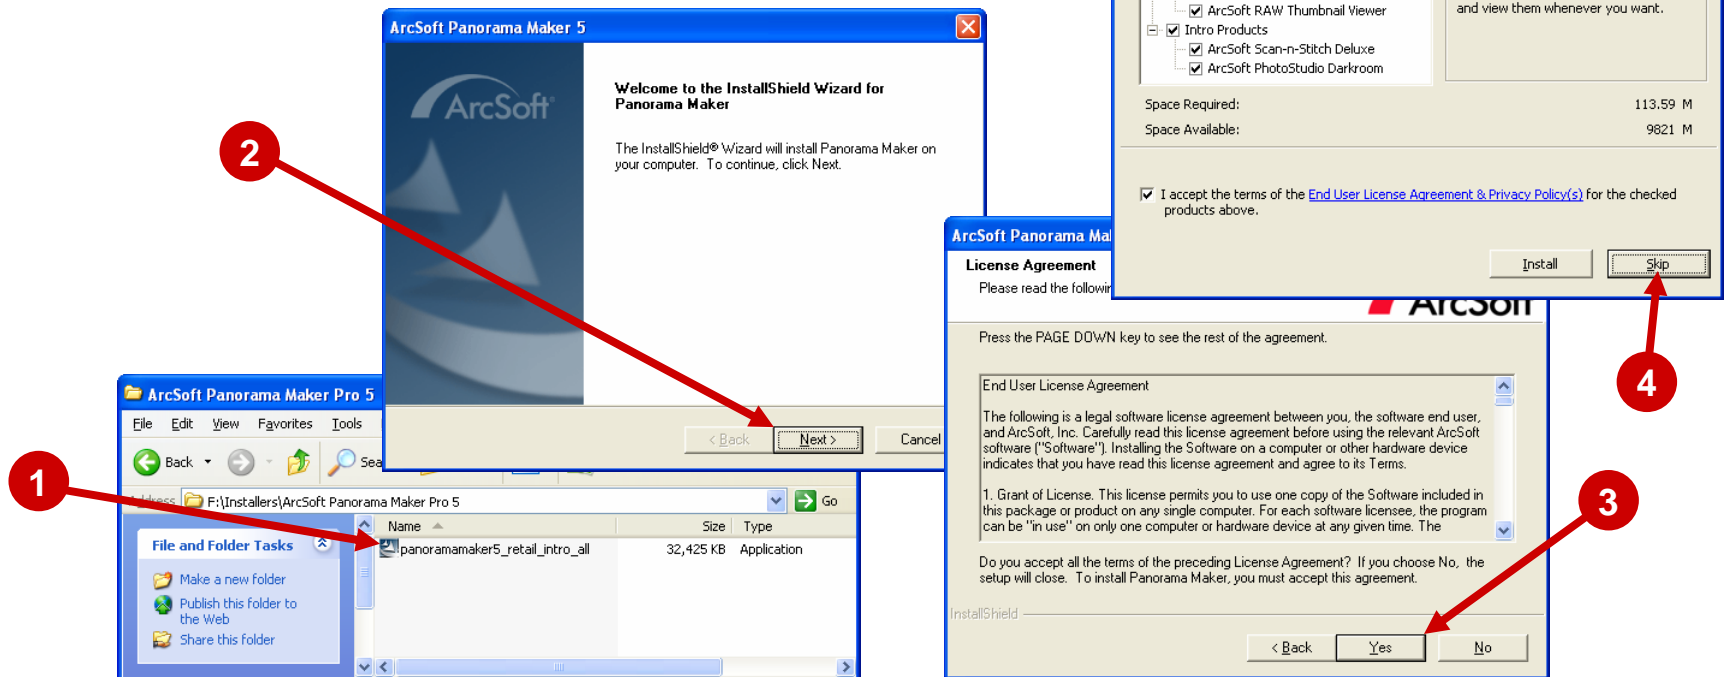 ArcSoft Panorama Maker 5
ArcSoft
Welcome to the InstallShield Wizard for
Panorama Maker
The InstallShield® Wizard will install Panorama Maker on
your computer. To continue, click Next.
< Back
Next >
Cancel
2
ArcSoft RAW Thumbnail Viewer
Intro Products
ArcSoft Scan-n-Stitch Deluxe
ArcSoft PhotoStudio Darkroom
and view them whenever you want.
Space Required:
113.59 M
Space Available:
9821 M
I accept the terms of the End User License Agreement & Privacy Policy(s) for the checked
products above.
Install
Skip
4
ArcSoft Panorama Ma
License Agreement
Please read the followin
ArcSoft
Press the PAGE DOWN key to see the rest of the agreement.
End User License Agreement
The following is a legal software license agreement between you, the software end user,
and ArcSoft, Inc. Carefully read this license agreement before using the relevant ArcSoft
software ("Software"). Installing the Software on a computer or other hardware device
indicates that you have read this license agreement and agree to its Terms.
1. Grant of License. This license permits you to use one copy of the Software included in
this package or product on any single computer. For each software licensee, the program
can be "in use" on only one computer or hardware device at any given time. The
Do you accept all the terms of the preceding License Agreement? If you choose No, the
setup will close. To install Panorama Maker, you must accept this agreement.
InstallShield
< Back
Yes
No
3
ArcSoft Panorama Maker Pro 5
File Edit View Favorites Tools
Back
Sea
1
Address
F:\Installers\ArcSoft Panorama Maker Pro 5
Go
Name Size Type
panoramamaker5_retail_intro_all 32,425 KB Application
File and Folder Tasks
Make a new folder
Publish this folder to
the Web
Share this folder